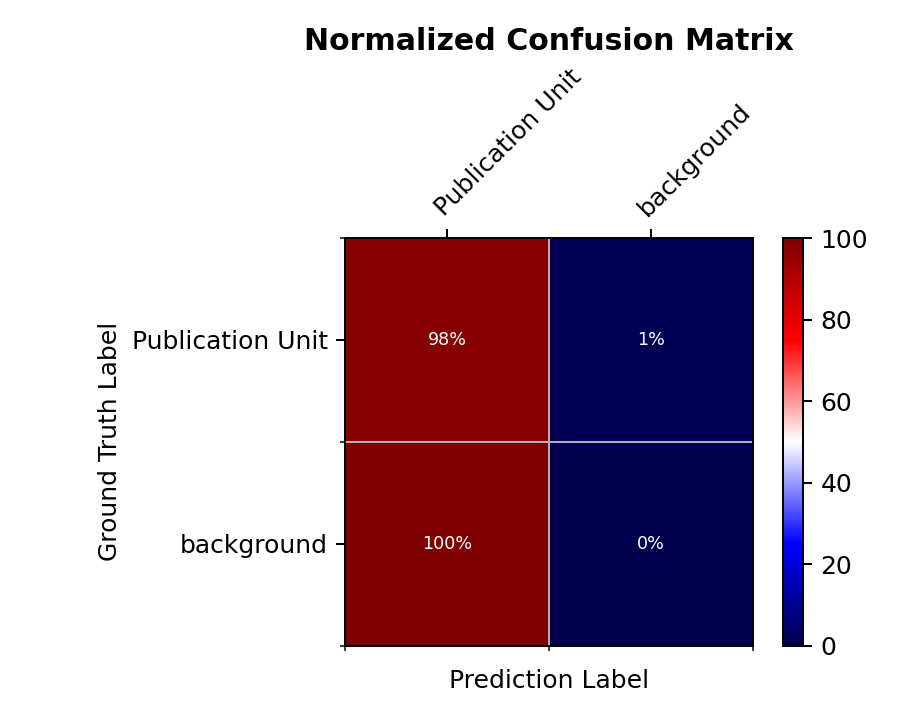 Normalized Confusion Matrix
Publication Unit
background
Publication Unit
98%
1%
background
100%
0%
Ground Truth Label
Prediction Label
100
80
60
40
20
0